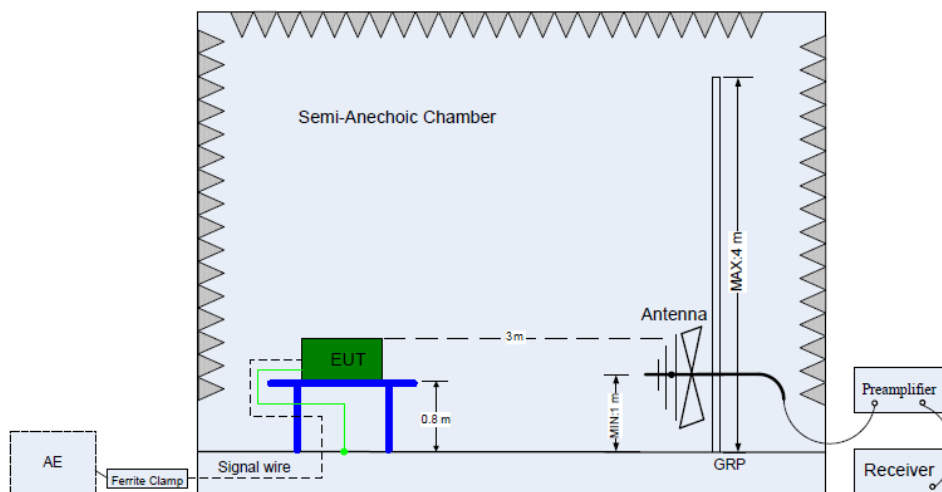 Semi-Anechoic Chamber
MAX:4 m
Antenna
3m
EUT
Preamplifier
MIN:1 m
0.8 m
AE
Signal wire
GRP
Receiver
Ferrite Clamp